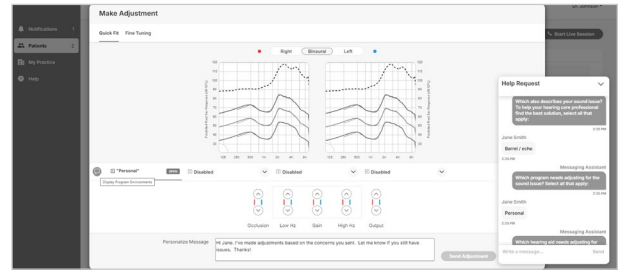 Make Adjustment
Dr. Johnson
Quick Fit Fine Tuning
Notifications
Patients
My Practice
Help
Start Live Session
Right Binaural Left
"Personal"
Disabled
Disabled
Disabled
Display Program Environments
Occlusion Low Hz Gain High Hz Output
Personalize Message
Hi Jane, I've made adjustments based on the concerns you sent. Let me know if you still have
issues. Thanks!
Send Adjustment
Help Request
Which also describes your sound issue?
To help your hearing care professional
find the best solution, select all that
apply:
Jane Smith
Barrel / echo
Messaging Assistant
Which program needs adjusting for the
sound issue? Select all that apply:
Jane Smith
Personal
Messaging Assistant
Which hearing aid needs adjusting for
Write a message... Send